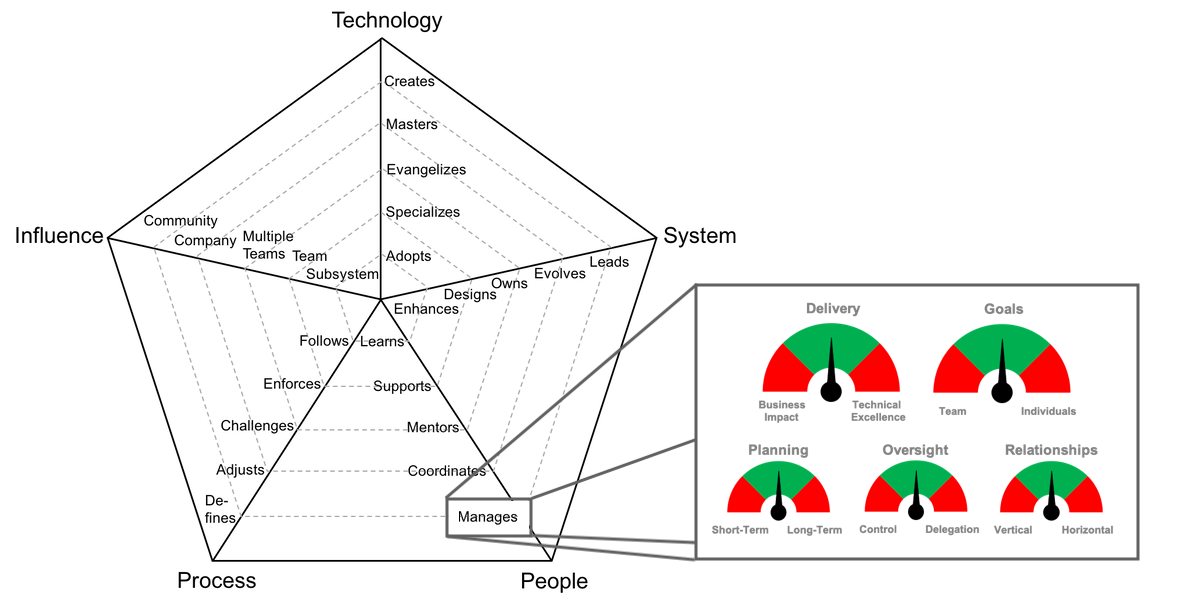 Technology
Creates
Masters
Evangelizes
Specializes
Adopts
Influence
Community
Company
Multiple
Teams
Team
Subsystem
System
Leads
Evolves
Owns
Designs
Enhances
Follows
Learns
Enforces
Supports
Challenges
Mentors
Adjusts
Coordinates
De-
fines
Manages
Process
People
Delivery
Business
Impact
Technical
Excellence
Goals
Team
Individuals
Planning
Short-Term
Long-Term
Oversight
Control
Delegation
Relationships
Vertical
Horizontal